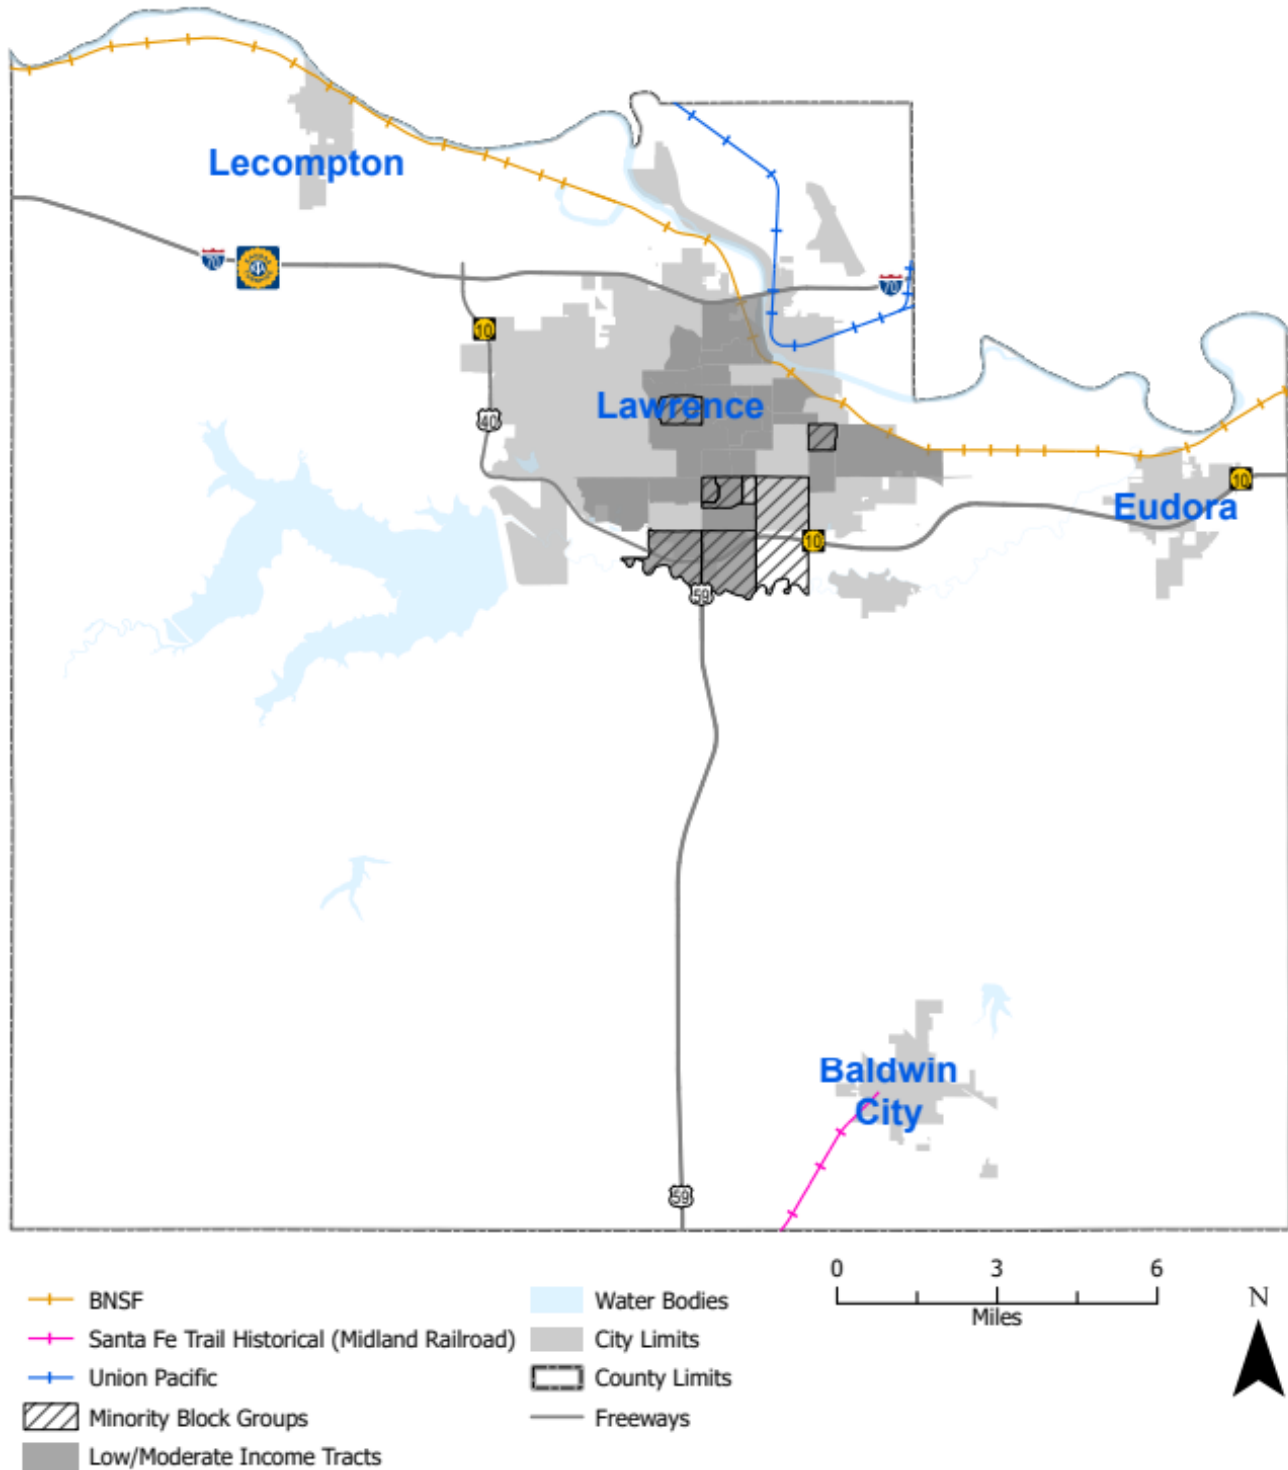 Lecompton
70
70
10
Lawrence
40
10
Eudora
10
59
Baldwin
City
59
0 3 6
Miles
N
BNSF
Santa Fe Trail Historical (Midland Railroad)
Union Pacific
Minority Block Groups
Low/Moderate Income Tracts
Water Bodies
City Limits
County Limits
Freeways